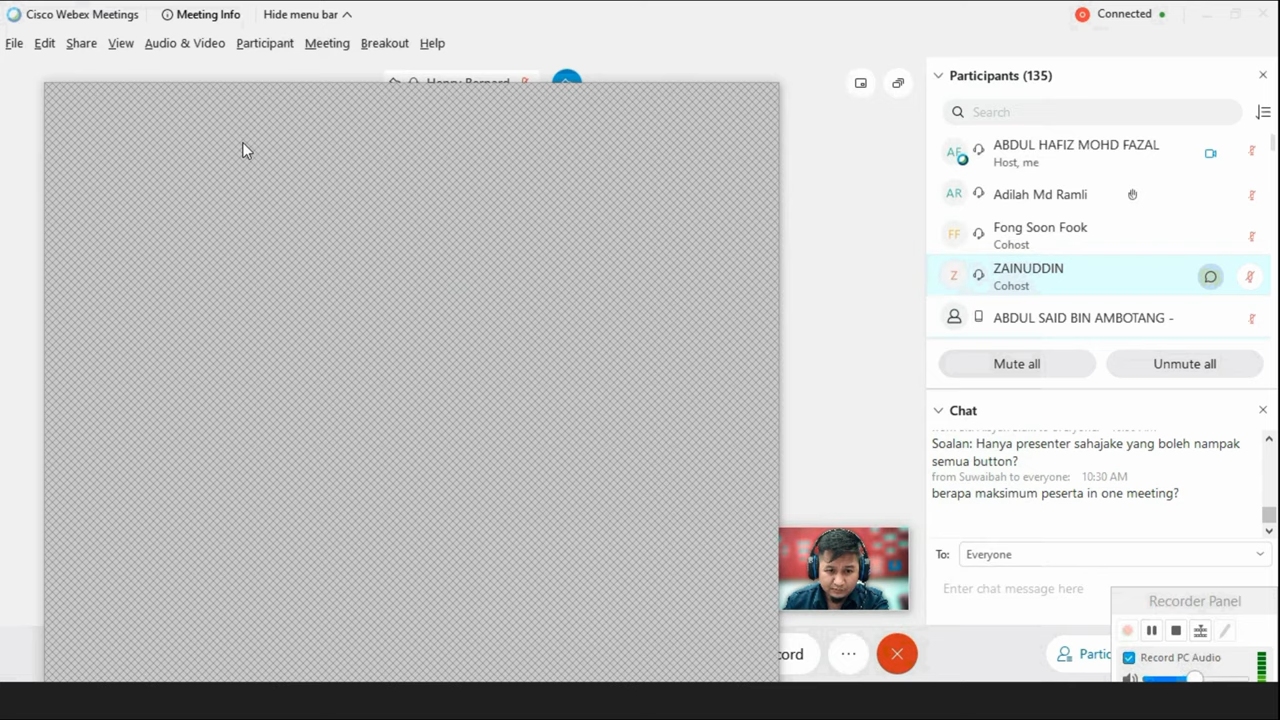 Cisco Webex Meetings
Meeting Info
Hide menu bar
Connected
File Edit Share View Audio & Video Participant Meeting Breakout Help
Participants (135)
Search
AF
ABDUL HAFIZ MOHD FAZAL
Host, me
AR
Adilah Md Ramli
FF
Fong Soon Fook
Cohost
Z
ZAINUDDIN
Cohost
ABDUL SAID BIN AMBOTANG -
Mute all
Unmute all
Chat
Soalan: Hanya presenter sahajake yang boleh nampak
semua button?
from Suwaibah to everyone: 10:30 AM
berapa maksimum peserta in one meeting?
To: Everyone
Enter chat message here
Recorder Panel
Record PC Audio